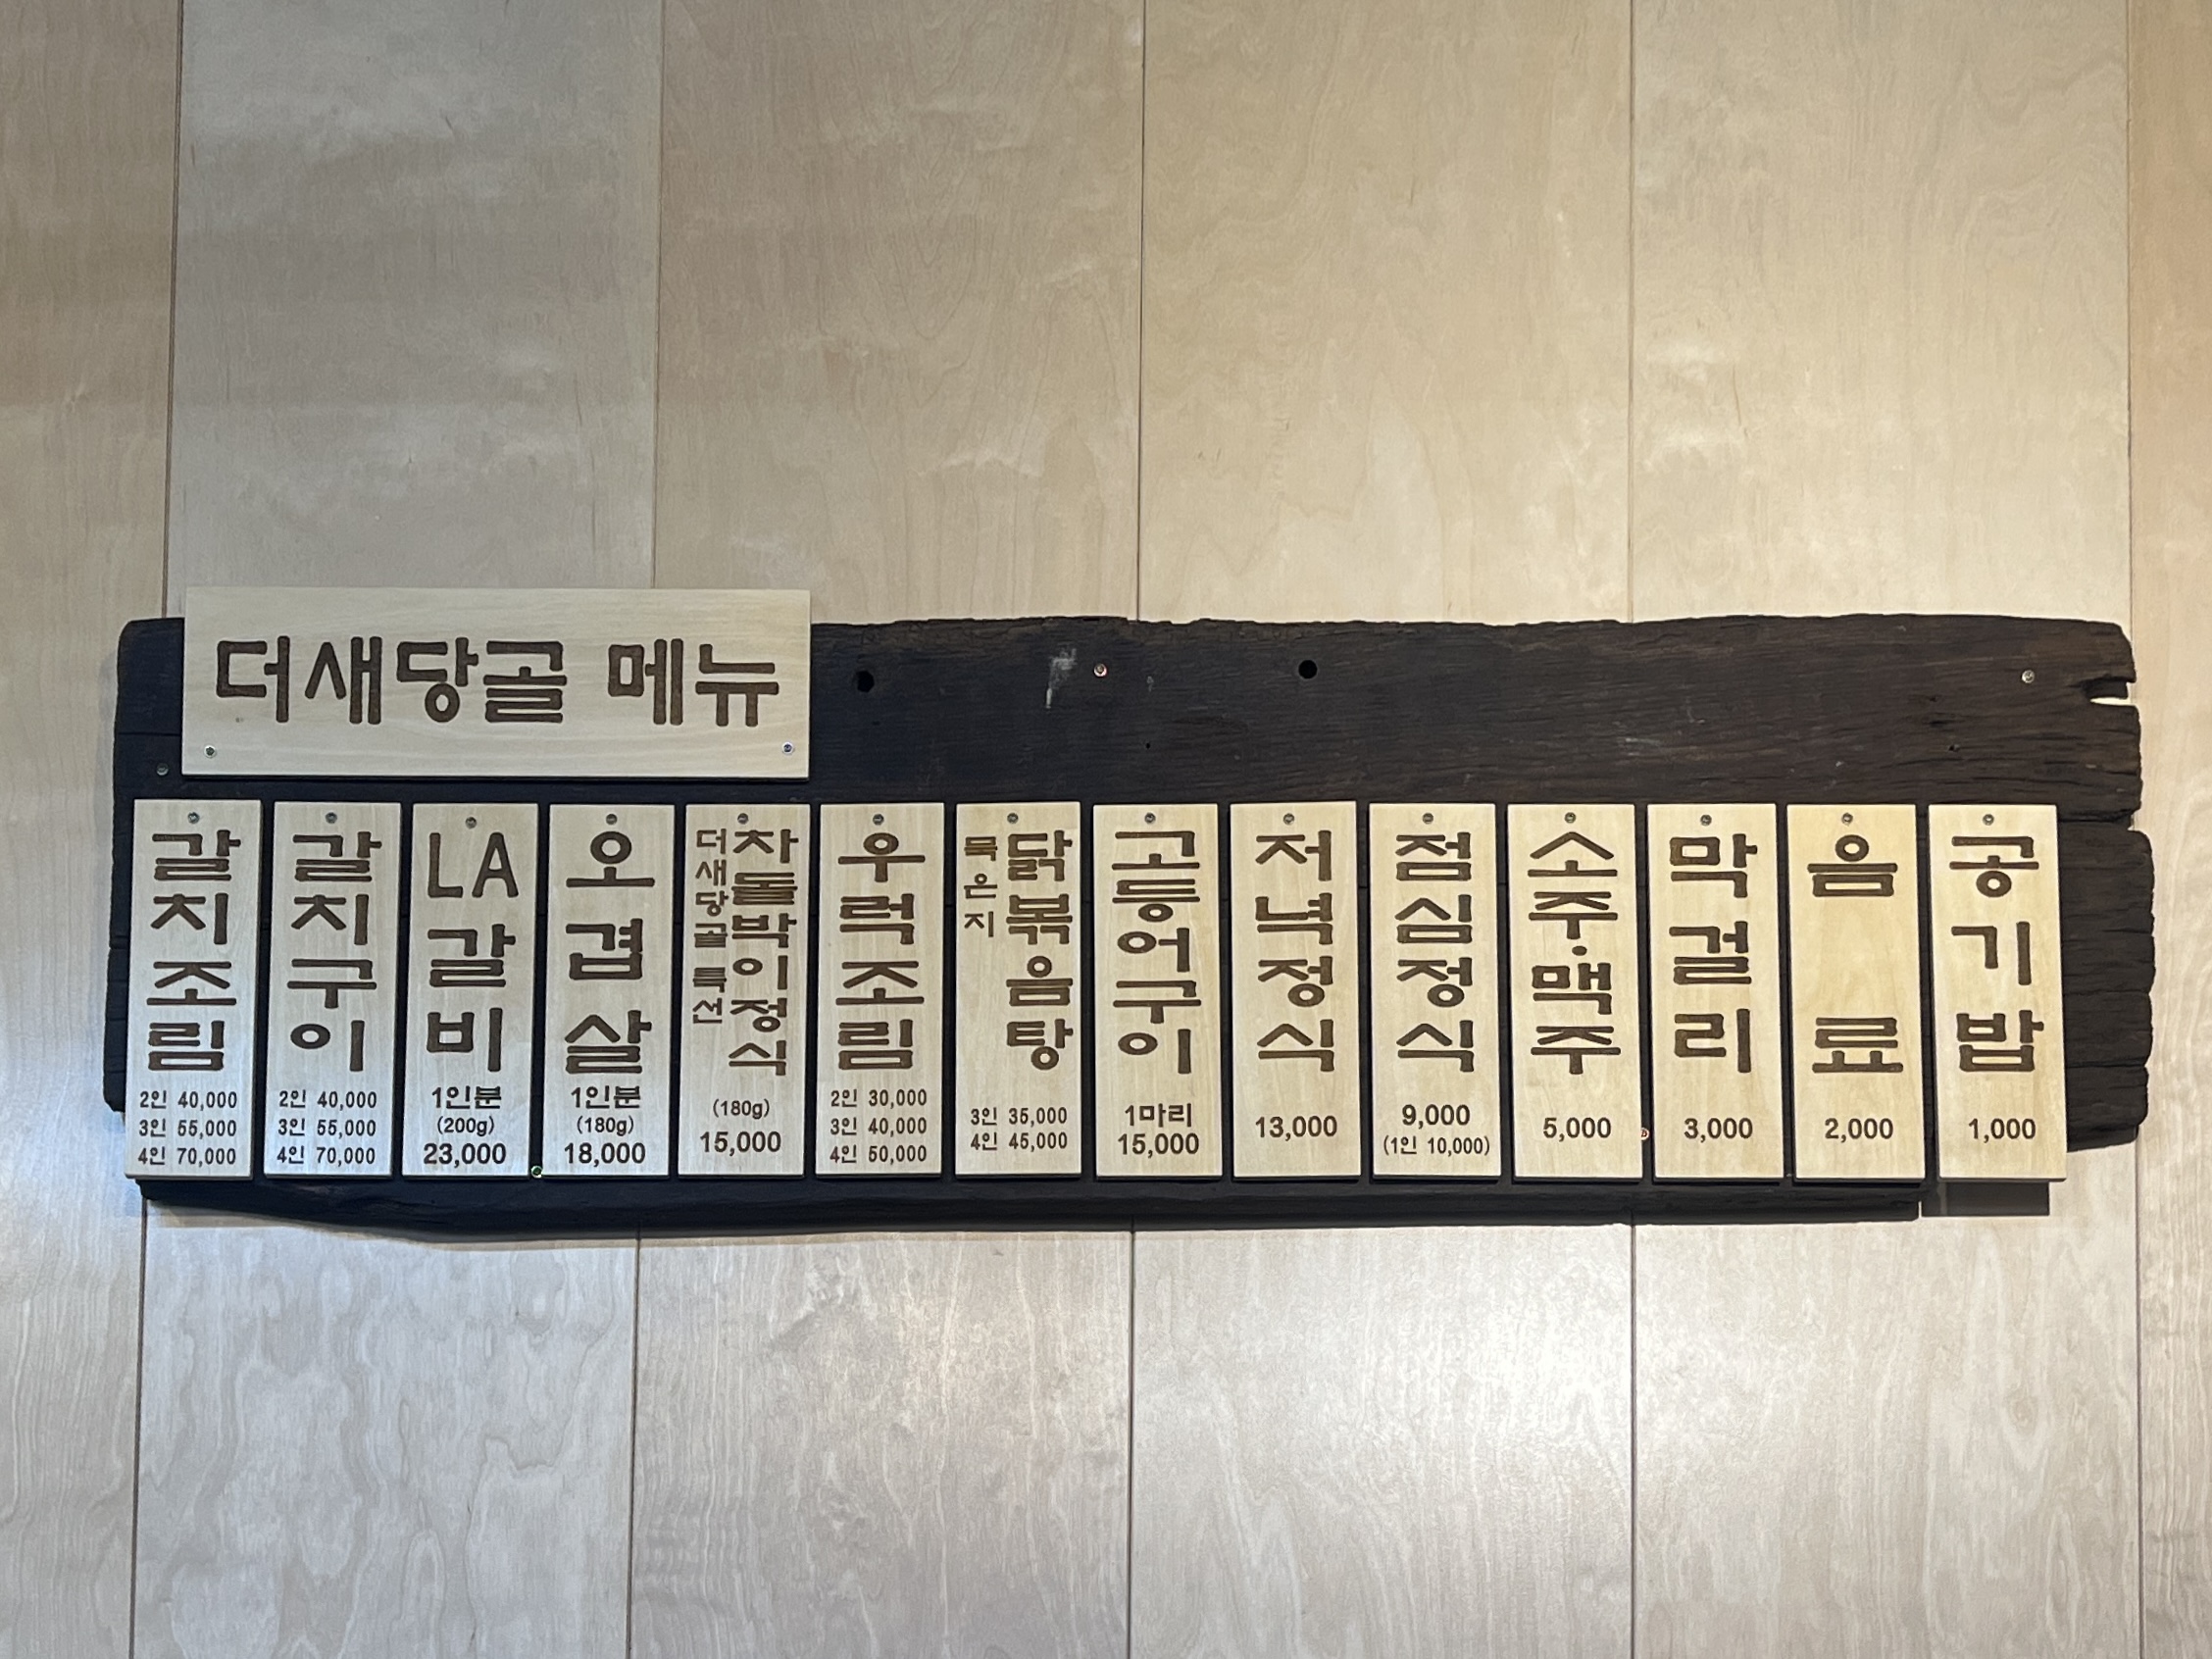 더새당골 메뉴
갈치조림
2인 40,000
3인 55,000
4인 70,000
갈치구이
2인 40,000
3인 55,000
4인 70,000
LA갈비
1인분
(200g)
23,000
오겹살
1인분
(180g)
18,000
더새당골 특선
차돌박이정식
(180g)
15,000
우럭조림
2인 30,000
3인 40,000
4인 50,000
묵은지
닭볶음탕
3인 35,000
4인 45,000
고등어구이
1마리
15,000
저녁정식
13,000
점심정식
9,000
(1인 10,000)
소주·맥주
5,000
막걸리
3,000
음료
2,000
공기밥
1,000